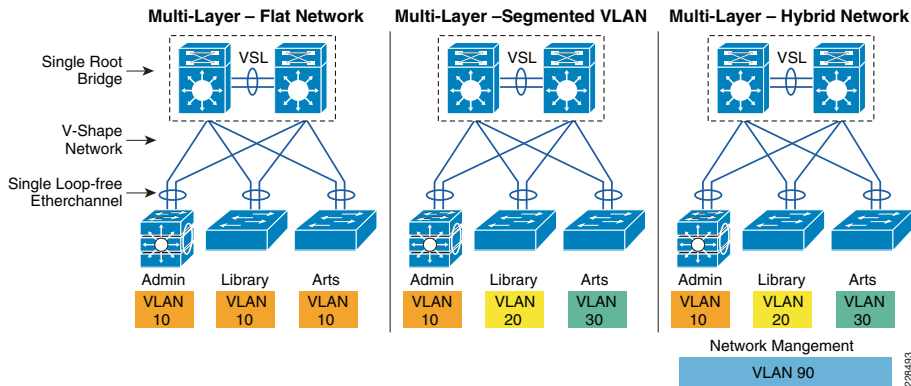 Multi-Layer – Flat Network
Multi-Layer –Segmented VLAN
Multi-Layer – Hybrid Network
Single Root
Bridge
VSL
VSL
VSL
V-Shape
Network
Single Loop-free
Etherchannel
Admin
Library
Arts
Admin
Library
Arts
Admin
Library
Arts
VLAN
10
VLAN
10
VLAN
10
VLAN
10
VLAN
20
VLAN
30
VLAN
10
VLAN
20
VLAN
30
Network Mangement
VLAN 90
228493